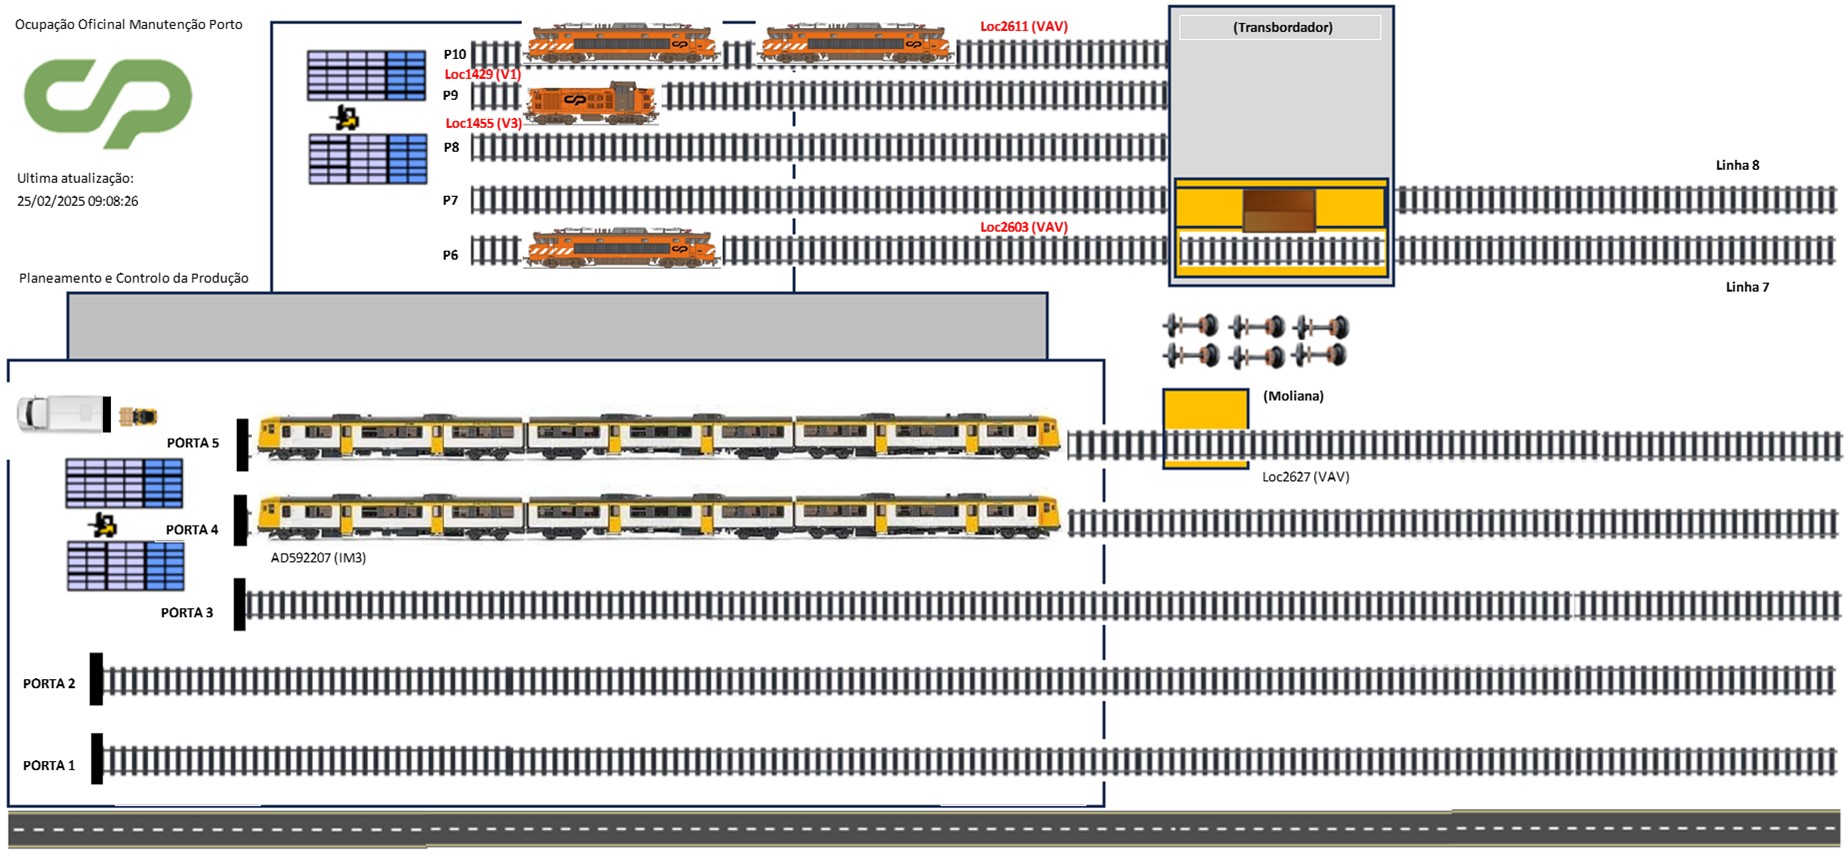 Ocupação Oficinal Manutenção Porto
Loc2611 (VAV)
(Transbordador)
P10
Loc1429 (V1)
P9
Loc1455 (V3)
P8
Ultima atualização:
25/02/2025 09:08:26
Linha 8
P7
Loc2603 (VAV)
P6
Planeamento e Controlo da Produção
Linha 7
(Moliana)
PORTA 5
Loc2627 (VAV)
PORTA 4
AD592207 (IM3)
PORTA 3
PORTA 2
PORTA 1